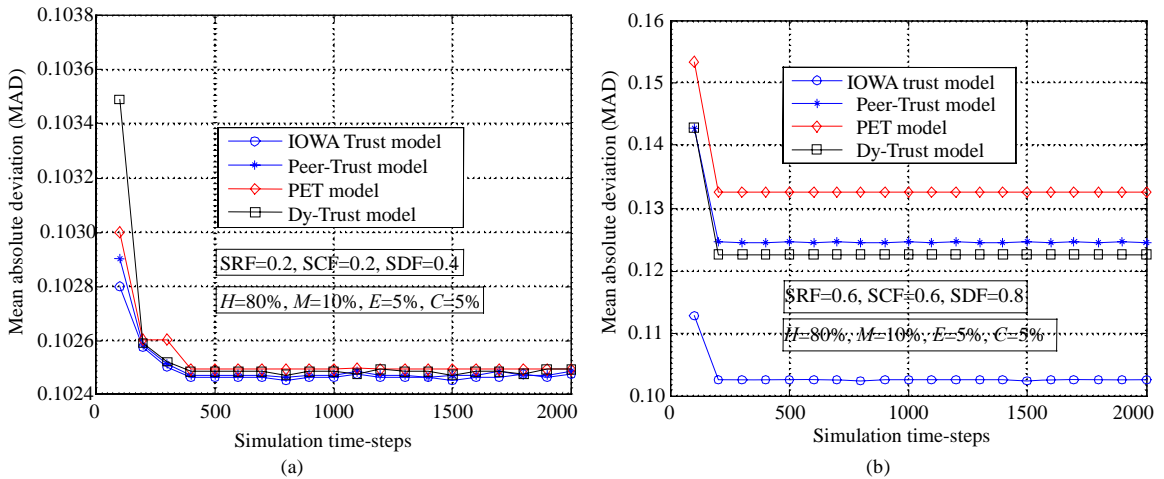 0.1038
0.1036
0.1034
0.1032
0.1030
0.1028
0.1026
0.1024
Mean absolute deviation (MAD)
IOWA Trust model
Peer-Trust model
PET model
Dy-Trust model
SRF=0.2, SCF=0.2, SDF=0.4
H=80%, M=10%, E=5%, C=5%
0 500 1000 1500 2000
Simulation time-steps
(a)
0.16
0.15
0.14
0.13
0.12
0.11
0.10
Mean absolute deviation (MAD)
IOWA trust model
Peer-Trust model
PET model
Dy-Trust model
SRF=0.6, SCF=0.6, SDF=0.8
H=80%, M=10%, E=5%, C=5%
0 500 1000 1500 2000
Simulation time-steps
(b)